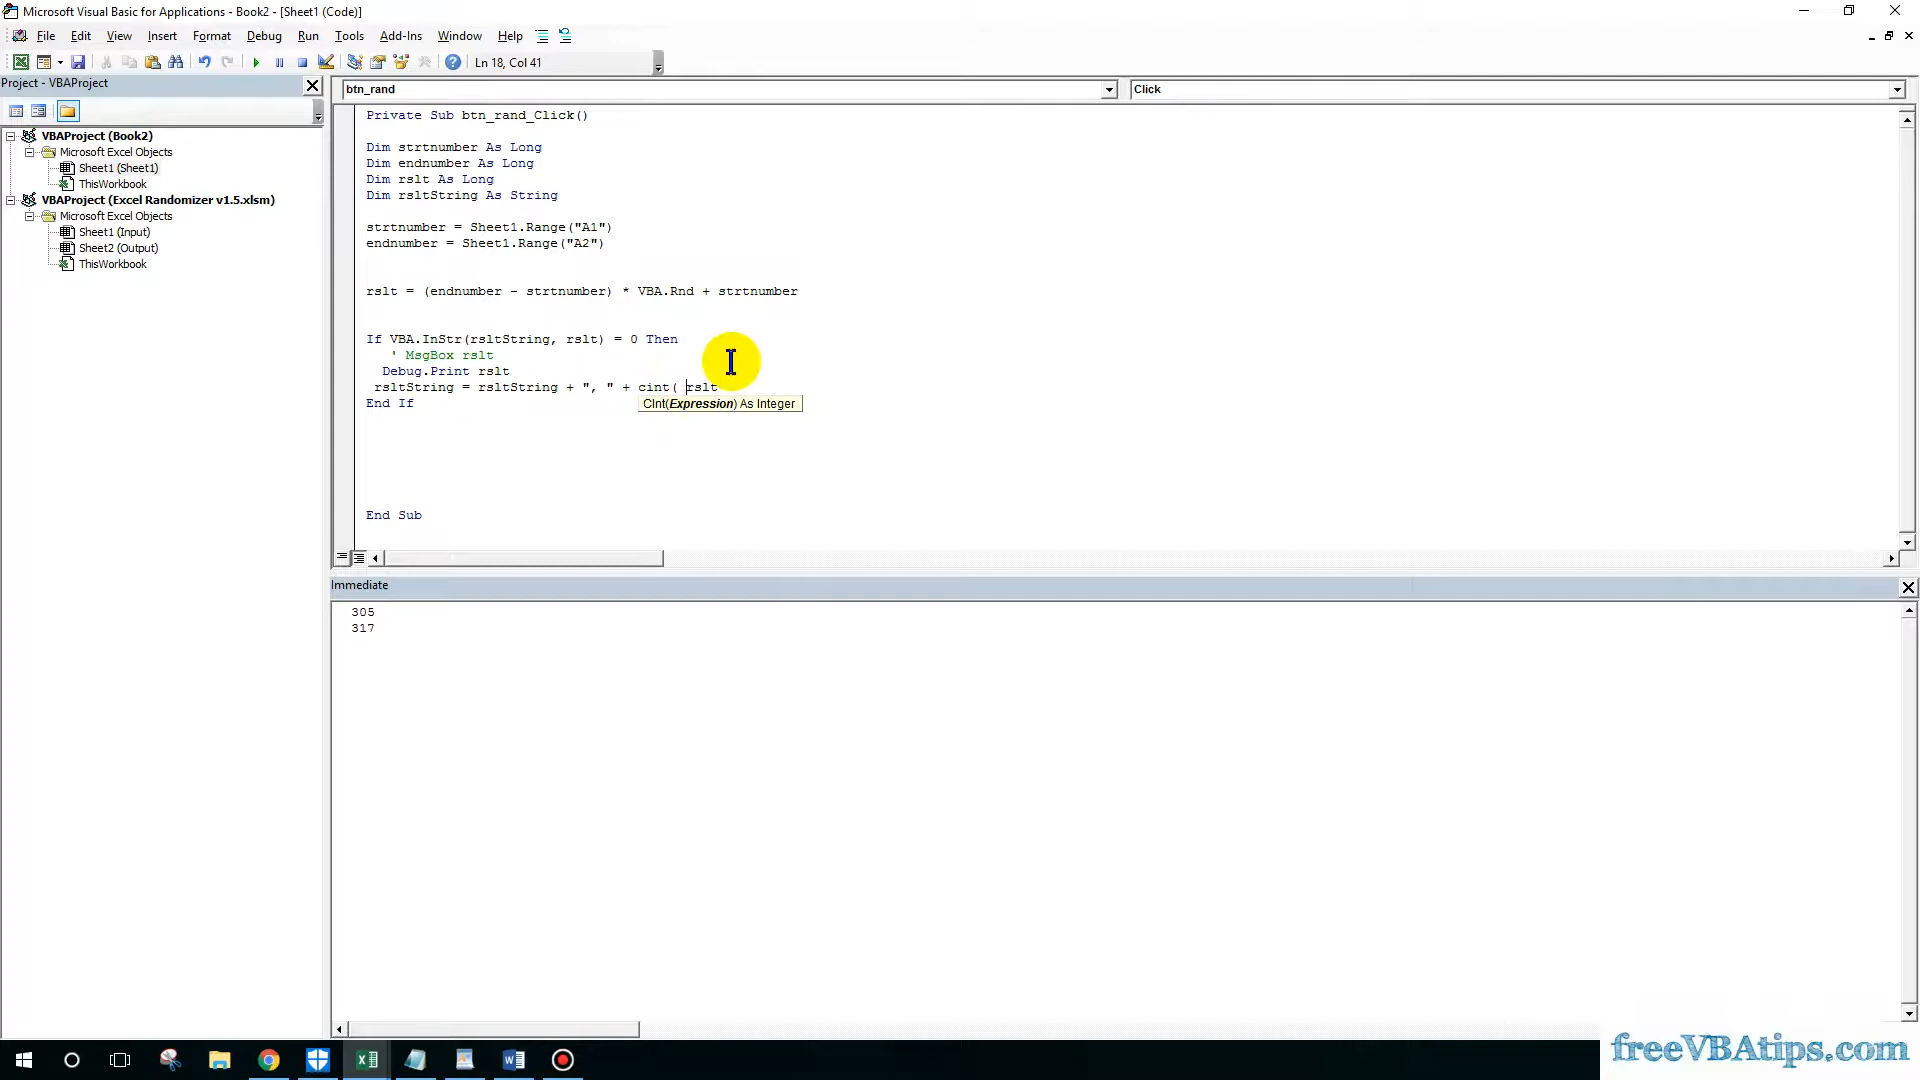 Microsoft Visual Basic for Applications - Book2 - [Sheet1 (Code)]
File Edit View Insert Format Debug Run Tools Add-Ins Window Help
Ln 18, Col 41
Project - VBAProject
VBAProject (Book2)
Microsoft Excel Objects
Sheet1 (Sheet1)
ThisWorkbook
VBAProject (Excel Randomizer v1.5.xlsm)
Microsoft Excel Objects
Sheet1 (Input)
Sheet2 (Output)
ThisWorkbook
btn_rand Click
Private Sub btn_rand_Click()
Dim strtnumber As Long
Dim endnumber As Long
Dim rslt As Long
Dim rsltString As String
strtnumber = Sheet1.Range("A1")
endnumber = Sheet1.Range("A2")
rslt = (endnumber - strtnumber) * VBA.Rnd + strtnumber
If VBA.InStr(rsltString, rslt) = 0 Then
' MsgBox rslt
Debug.Print rslt
rsltString = rsltString + ", " + cint( rslt
End If
CInt(Expression) As Integer
End Sub
Immediate
305
317
freeVBAtips.com